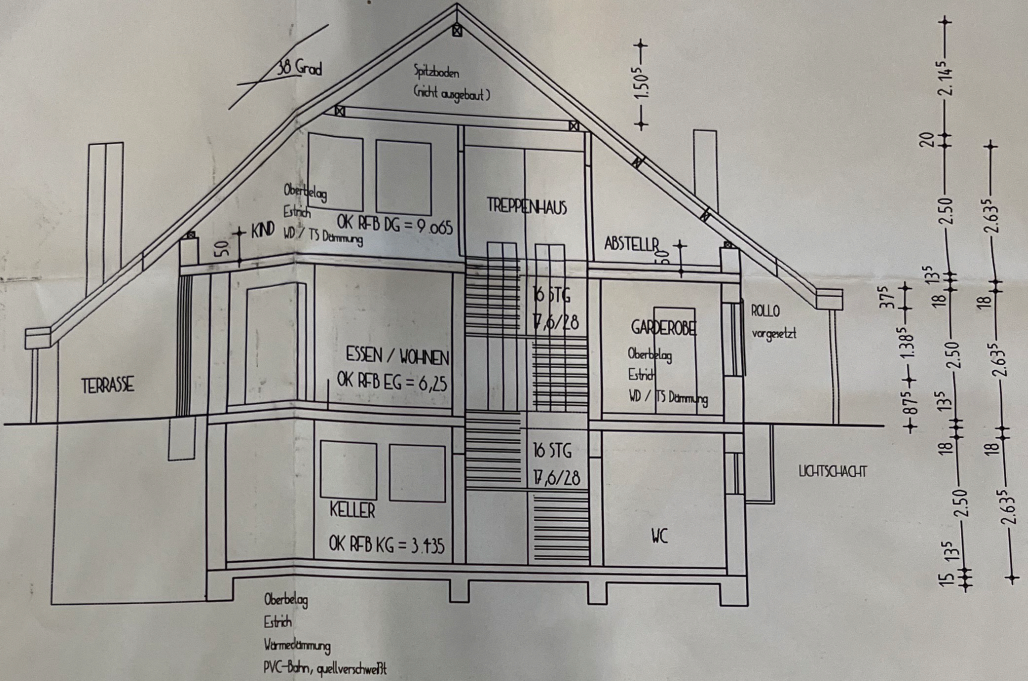 38 Grad
Spitzboden
(nicht ausgebaut)
1.50⁵
2.14⁵
20
Oberbelag
Estrich
WD / TS Dämmung
OK RFB DG = 9.065
KIND
50
TREPPENHAUS
ABSTELLR.
50
2.50
2.635
13⁵
18
18
37⁵
16 STG
17,6/28
ROLLO
vorgesetzt
GARDEROBE
Oberbelag
Estrich
WD / TS Dämmung
ESSEN / WOHNEN
OK RFB EG = 6,25
TERRASSE
1.38⁵
2.50
2.635
87⁵
13⁵
18
18
16 STG
17,6/28
LICHTSCHACHT
KELLER
OK RFB KG = 3.435
WC
2.50
2.635
13⁵
15
Oberbelag
Estrich
Wärmedämmung
PVC-Bahn, quellverschweißt